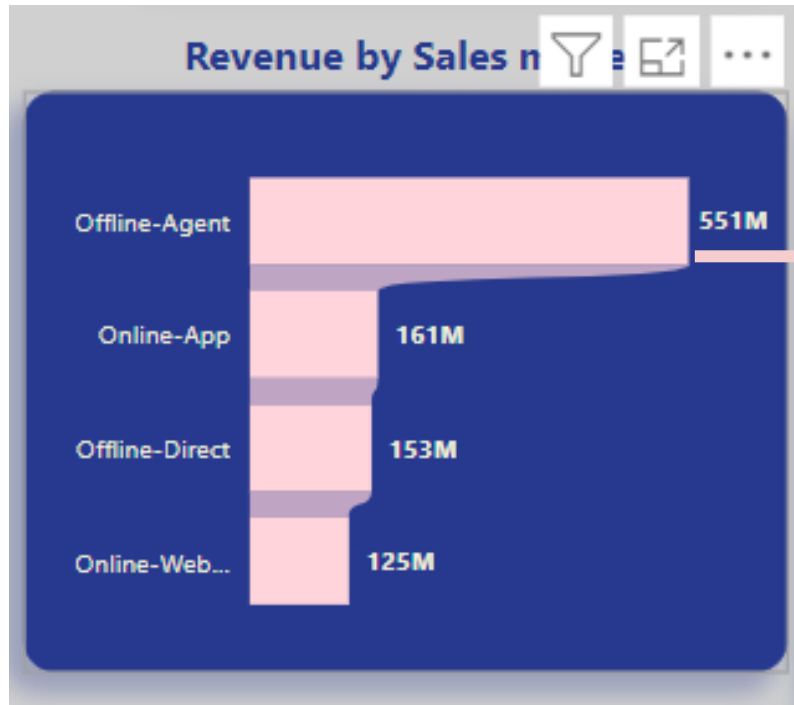 Revenue by Sales
Offline-Agent 551M
Online-App 161M
Offline-Direct 153M
Online-Web... 125M